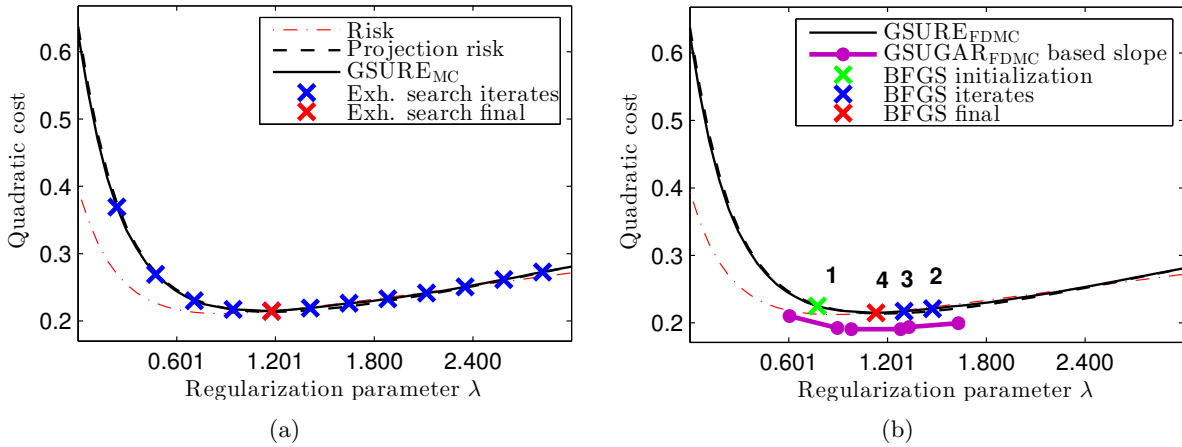 Risk
Projection risk
GSURE_MC
Exh. search iterates
Exh. search final
Quadratic cost
0.6
0.5
0.4
0.3
0.2
0.601 1.201 1.800 2.400
Regularization parameter λ
(a)
GSURE_FDMC
GSUGAR_FDMC based slope
BFGS initialization
BFGS iterates
BFGS final
Quadratic cost
0.6
0.5
0.4
0.3
0.2
1 4 3 2
0.601 1.201 1.800 2.400
Regularization parameter λ
(b)